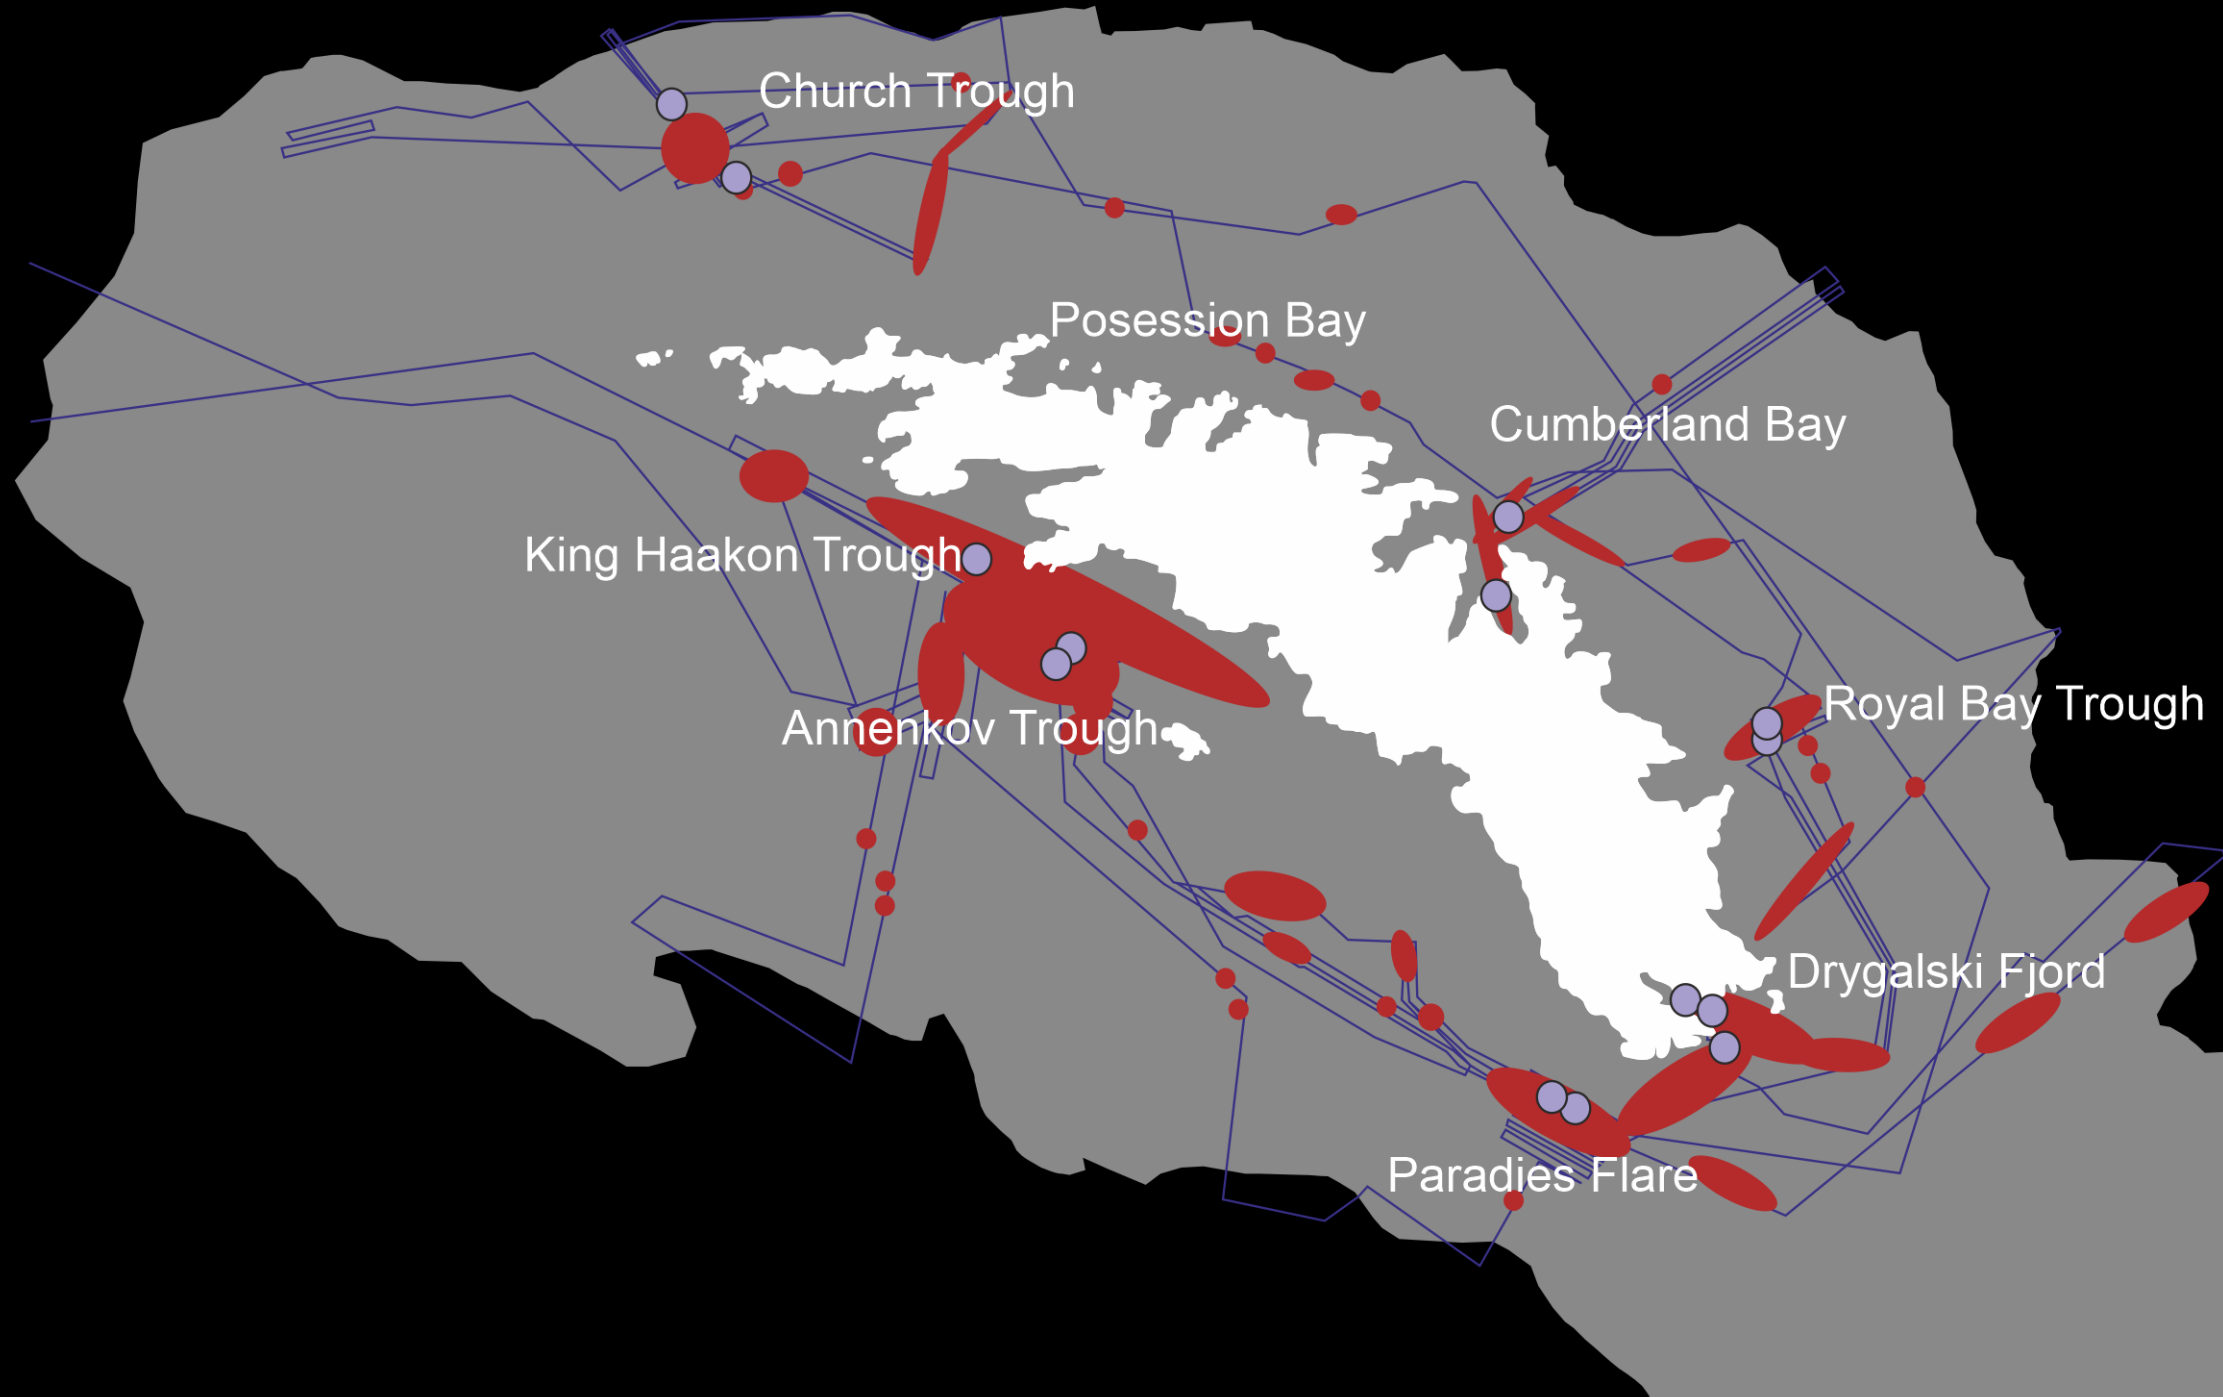 Church Trough
Posession Bay
Cumberland Bay
King Haakon Trough
Royal Bay Trough
Annenkov Trough
Drygalski Fjord
Paradies Flare